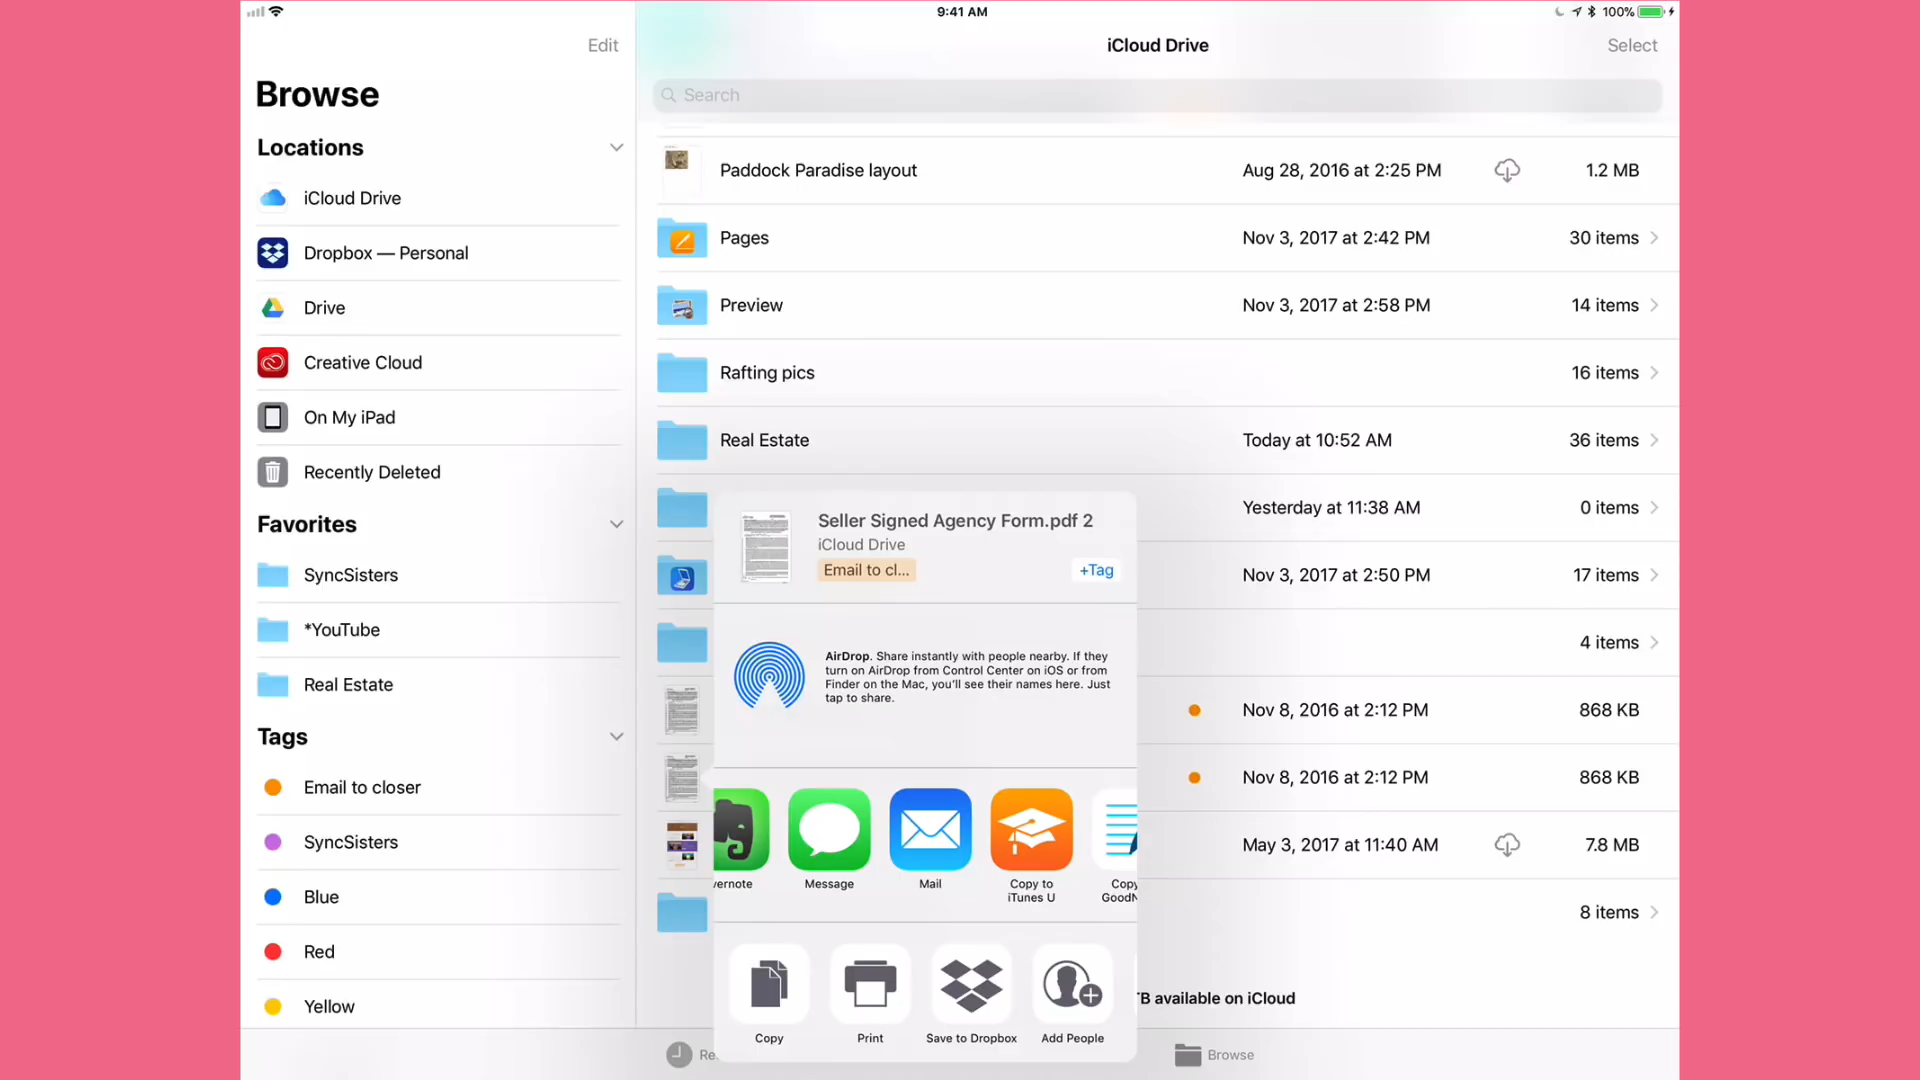 9:41 AM
100%
Edit
iCloud Drive
Select
Browse
Search
Locations
iCloud Drive
Dropbox — Personal
Drive
Creative Cloud
On My iPad
Recently Deleted
Favorites
SyncSisters
*YouTube
Real Estate
Tags
Email to closer
SyncSisters
Blue
Red
Yellow
Paddock Paradise layout
Aug 28, 2016 at 2:25 PM
1.2 MB
Pages
Nov 3, 2017 at 2:42 PM
30 items
Preview
Nov 3, 2017 at 2:58 PM
14 items
Rafting pics
16 items
Real Estate
Today at 10:52 AM
36 items
Yesterday at 11:38 AM
0 items
Nov 3, 2017 at 2:50 PM
17 items
4 items
Nov 8, 2016 at 2:12 PM
868 KB
Nov 8, 2016 at 2:12 PM
868 KB
May 3, 2017 at 11:40 AM
7.8 MB
8 items
Seller Signed Agency Form.pdf 2
iCloud Drive
Email to cl...
+Tag
AirDrop. Share instantly with people nearby. If they
turn on AirDrop from Control Center on iOS or from
Finder on the Mac, you'll see their names here. Just
tap to share.
vernote
Message
Mail
Copy to
iTunes U
Copy
GoodN
Copy
Print
Save to Dropbox
Add People
TB available on iCloud
Re
Browse